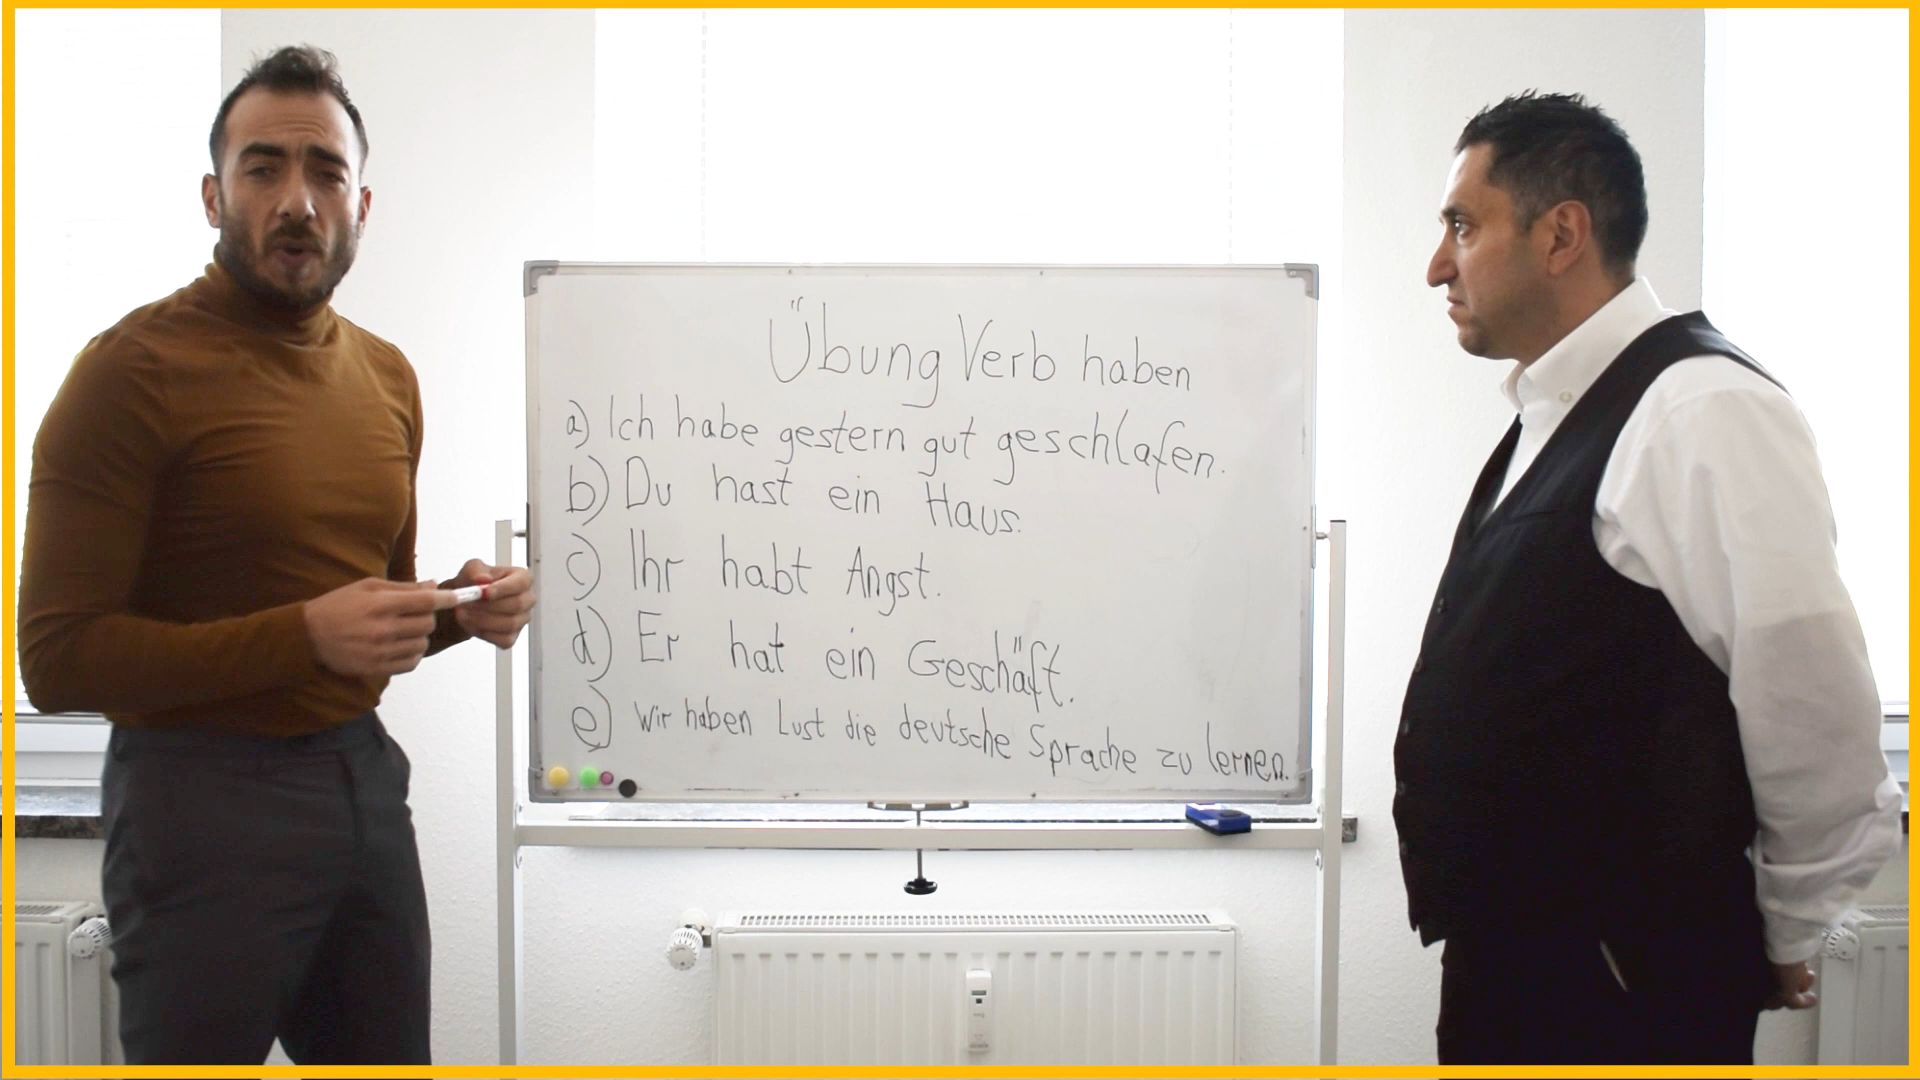 Übung Verb haben
a) Ich habe gestern gut geschlafen.
b) Du hast ein Haus.
c) Ihr habt Angst.
d) Er hat ein Geschäft.
e) Wir haben Lust die deutsche Sprache zu lernen.